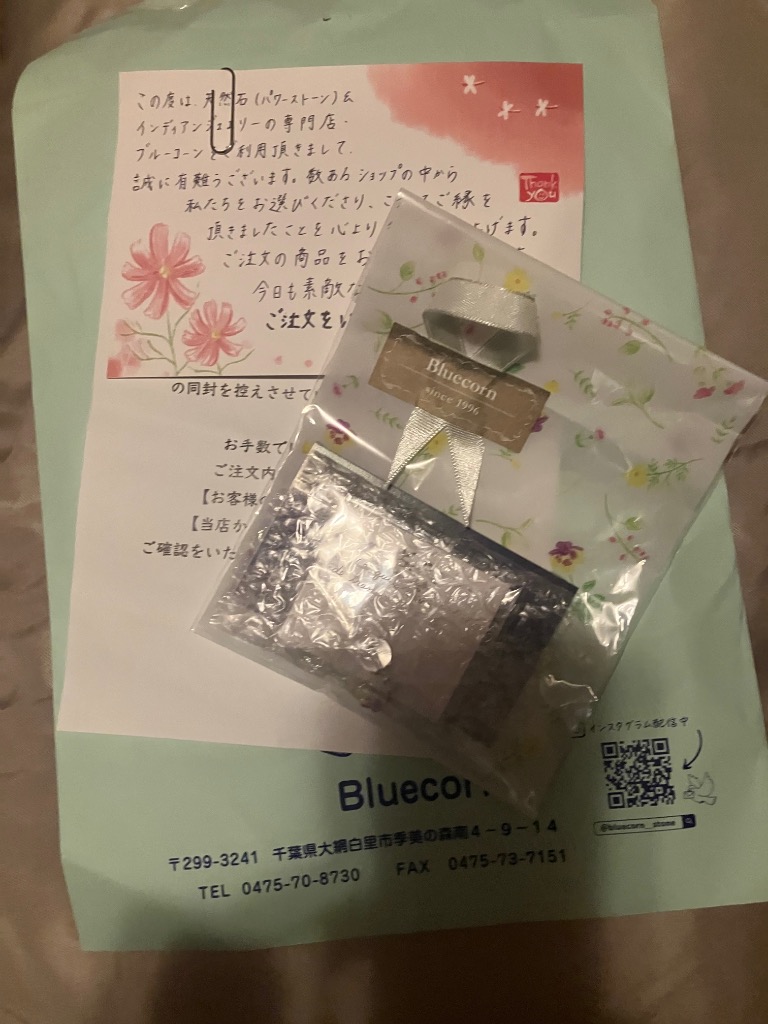 この度は、天然石(パワーストーン)&
インディアンジュエリーの専門店・
ブルーコーンをご利用頂きまして、
誠に有難うございます。数あるショップの中から
私たちをお選びくださり、
ご縁を
頂きましたことを心より
げます。
ご注文の商品をお
今日も素敵な
ご注文をい
Thank
you
の同封を控えさせて
お手数で
ご注文内
【お客様の
【当店か
ご確認をいた
Bluecorn
since 1996
インスタグラム配信中
@bluecorn__stone
Bluecor
〒299-3241 千葉県大網白里市季美の森南4-9-14
TEL 0475-70-8730 FAX 0475-73-7151